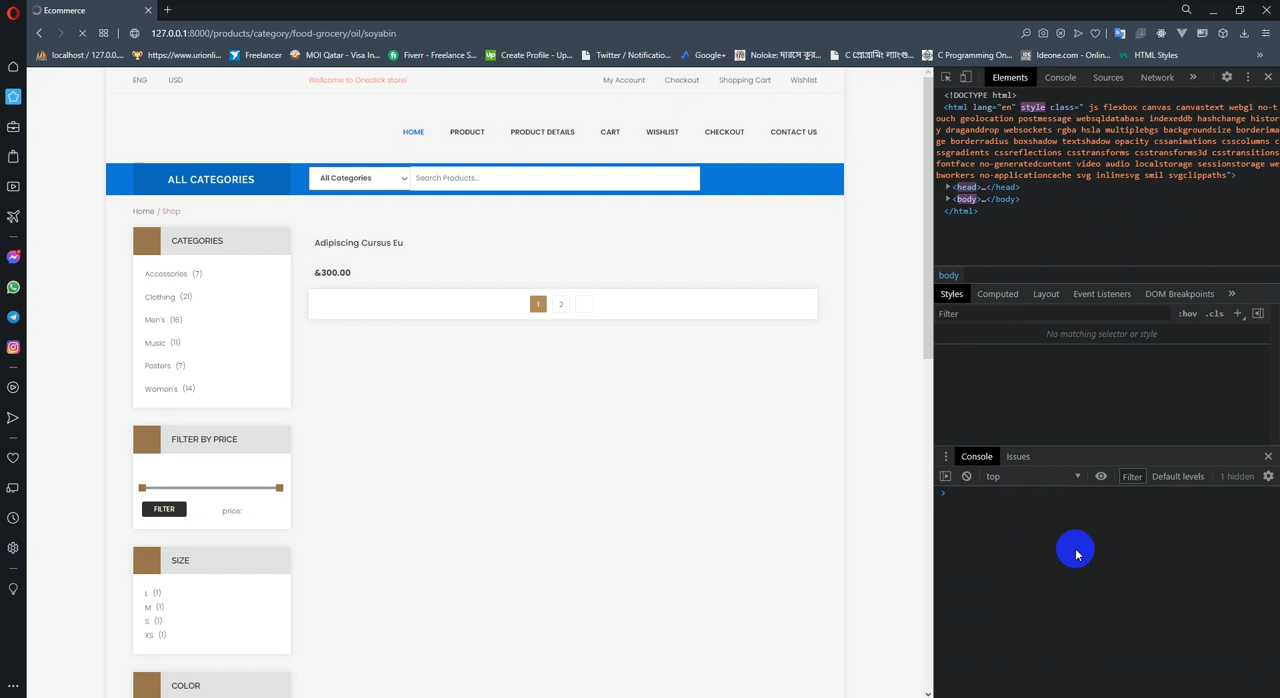 Ecommerce
127.0.0.1:8000/products/category/food-grocery/oil/soyabin
localhost / 127.0.0....
https://www.urionli...
Freelancer
MOI Qatar - Visa In...
Fiverr - Freelance S...
Create Profile - Up...
Twitter / Notificatio...
Google+
C Programming On...
Ideone.com - Onlin...
HTML Styles
ENG USD Welcome to Oneclick store! My Account Checkout Shopping Cart Wishlist
HOME PRODUCT PRODUCT DETAILS CART WISHLIST CHECKOUT CONTACT US
ALL CATEGORIES All Categories Search Products...
Home / Shop
CATEGORIES
Accessories (7)
Clothing (21)
Men's (16)
Music (11)
Posters (7)
Women's (14)
Adipiscing Cursus Eu
&300.00
1 2
FILTER BY PRICE
FILTER price:
SIZE
L (1)
M (1)
S (1)
XS (1)
COLOR
Elements Console Sources Network
<!DOCTYPE html>
<html lang="en" style class=" js flexbox canvas canvastext webgl no-t
ouch geolocation postmessage websqldatabase indexeddb hashchange histor
y draganddrop websockets rgba hsla multiplebgs backgroundsize borderima
ge borderradius boxshadow textshadow opacity cssanimations csscolumns c
ssgradients cssreflections csstransforms csstransforms3d csstransitions
fontface no-generatedcontent video audio localstorage sessionstorage we
bworkers no-applicationcache svg inlinesvg smil svgclippaths">
<head>…</head>
<body>…</body>
</html>
body
Styles Computed Layout Event Listeners DOM Breakpoints
Filter :hov .cls
No matching selector or style
Console Issues
top Filter Default levels 1 hidden